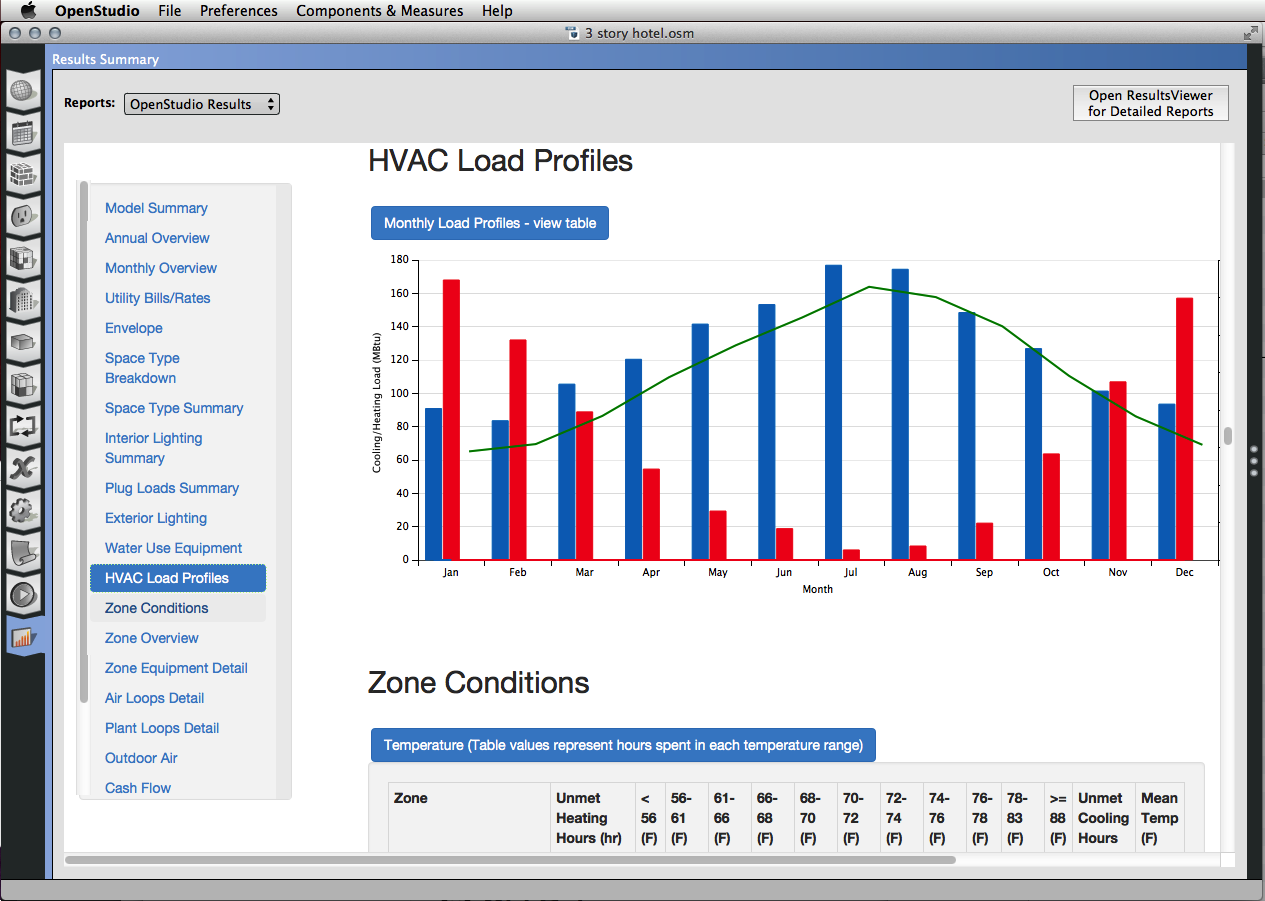 OpenStudio File Preferences Components & Measures Help
3 story hotel.osm
Results Summary
Reports: OpenStudio Results
Open ResultsViewer
for Detailed Reports
Model Summary
Annual Overview
Monthly Overview
Utility Bills/Rates
Envelope
Space Type
Breakdown
Space Type Summary
Interior Lighting
Summary
Plug Loads Summary
Exterior Lighting
Water Use Equipment
HVAC Load Profiles
Zone Conditions
Zone Overview
Zone Equipment Detail
Air Loops Detail
Plant Loops Detail
Outdoor Air
Cash Flow
HVAC Load Profiles
Monthly Load Profiles - view table
Cooling/Heating Load (MBtu)
180
160
140
120
100
80
60
40
20
0
Jan Feb Mar Apr May Jun Jul Aug Sep Oct Nov Dec
Month
Zone Conditions
Temperature (Table values represent hours spent in each temperature range)
Zone Unmet < 56- 61- 66- 68- 70- 72- 74- 76- 78- >= Unmet Mean
Heating 56 61 66 68 70 72 74 76 78 83 88 Cooling Temp
Hours (hr) (F) (F) (F) (F) (F) (F) (F) (F) (F) (F) (F) Hours (F)